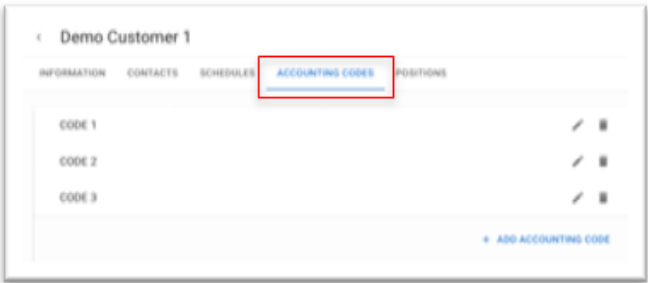 Demo Customer 1
INFORMATION CONTACTS SCHEDULES ACCOUNTING CODES POSITIONS
CODE 1
CODE 2
CODE 3
+ ADD ACCOUNTING CODE